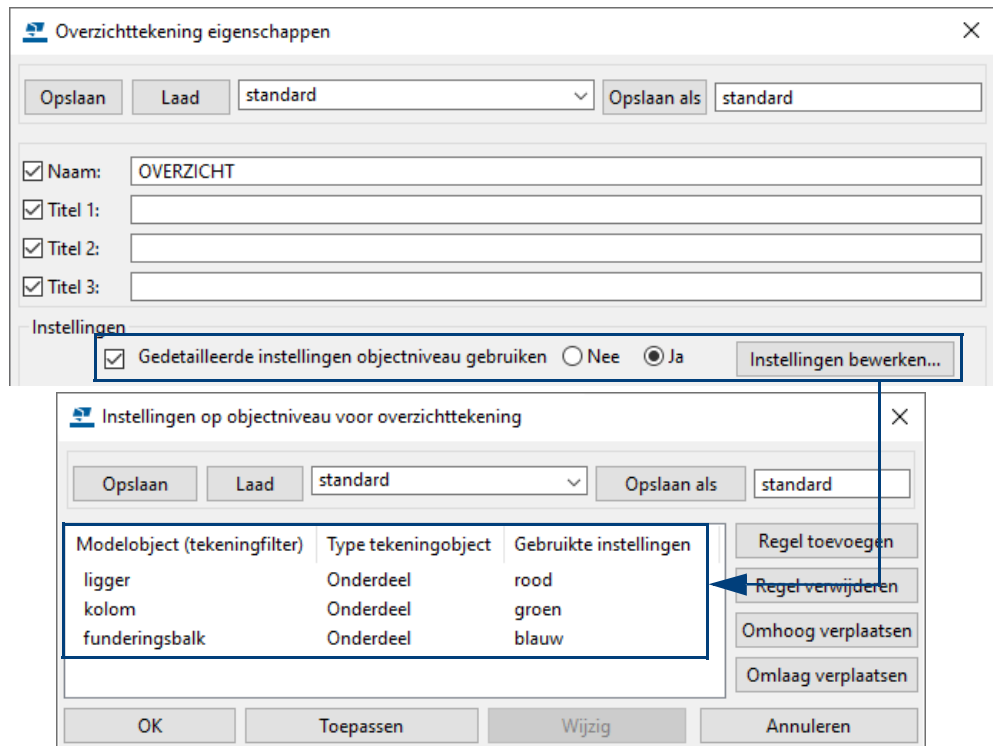 Overzichttekening eigenschappen
Opslaan Laad standard Opslaan als standard
Naam: OVERZICHT
Titel 1:
Titel 2:
Titel 3:
Instellingen
Gedetailleerde instellingen objectniveau gebruiken Nee Ja Instellingen bewerken...
Instellingen op objectniveau voor overzichttekening
Opslaan Laad standard Opslaan als standard
Modelobject (tekeningfilter) Type tekeningobject Gebruikte instellingen Regel toevoegen
ligger Onderdeel rood Regel verwijderen
kolom Onderdeel groen
funderingsbalk Onderdeel blauw Omhoog verplaatsen
Omlaag verplaatsen
OK Toepassen Wijzig Annuleren